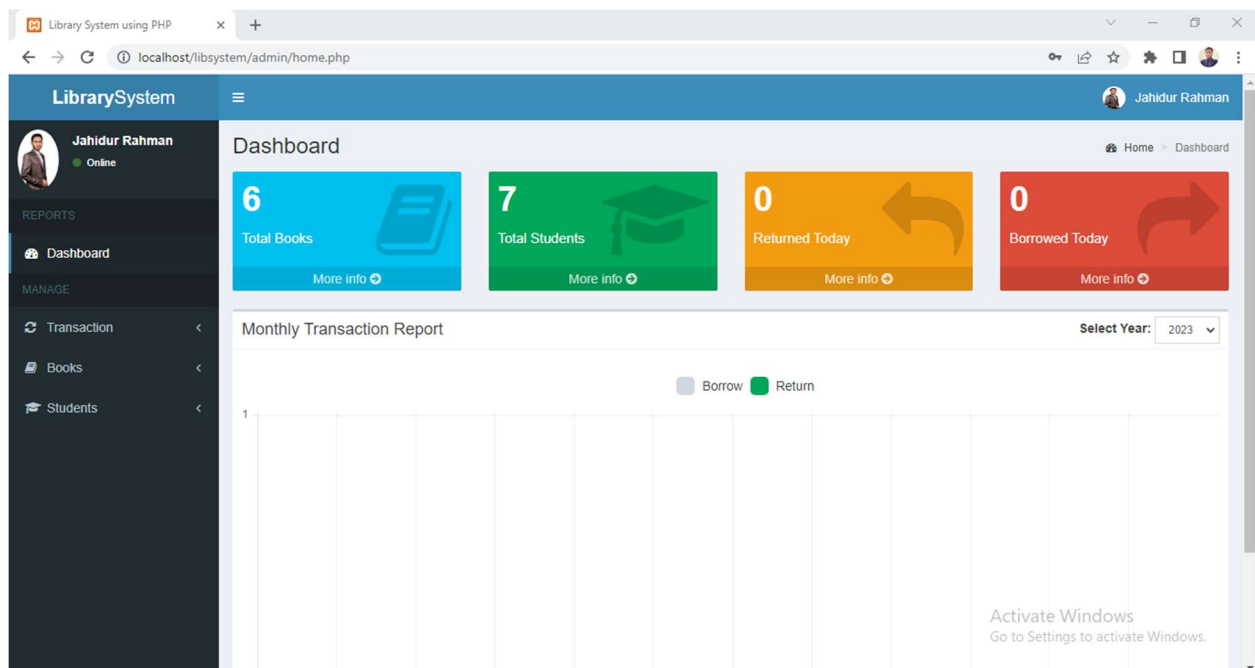 Library System using PHP
localhost/libsystem/admin/home.php
LibrarySystem
Jahidur Rahman
Jahidur Rahman
Online
Dashboard
Home > Dashboard
REPORTS
Dashboard
MANAGE
Transaction
Books
Students
6
Total Books
More info
7
Total Students
More info
0
Returned Today
More info
0
Borrowed Today
More info
Monthly Transaction Report
Select Year: 2023
Borrow Return
1
Activate Windows
Go to Settings to activate Windows.